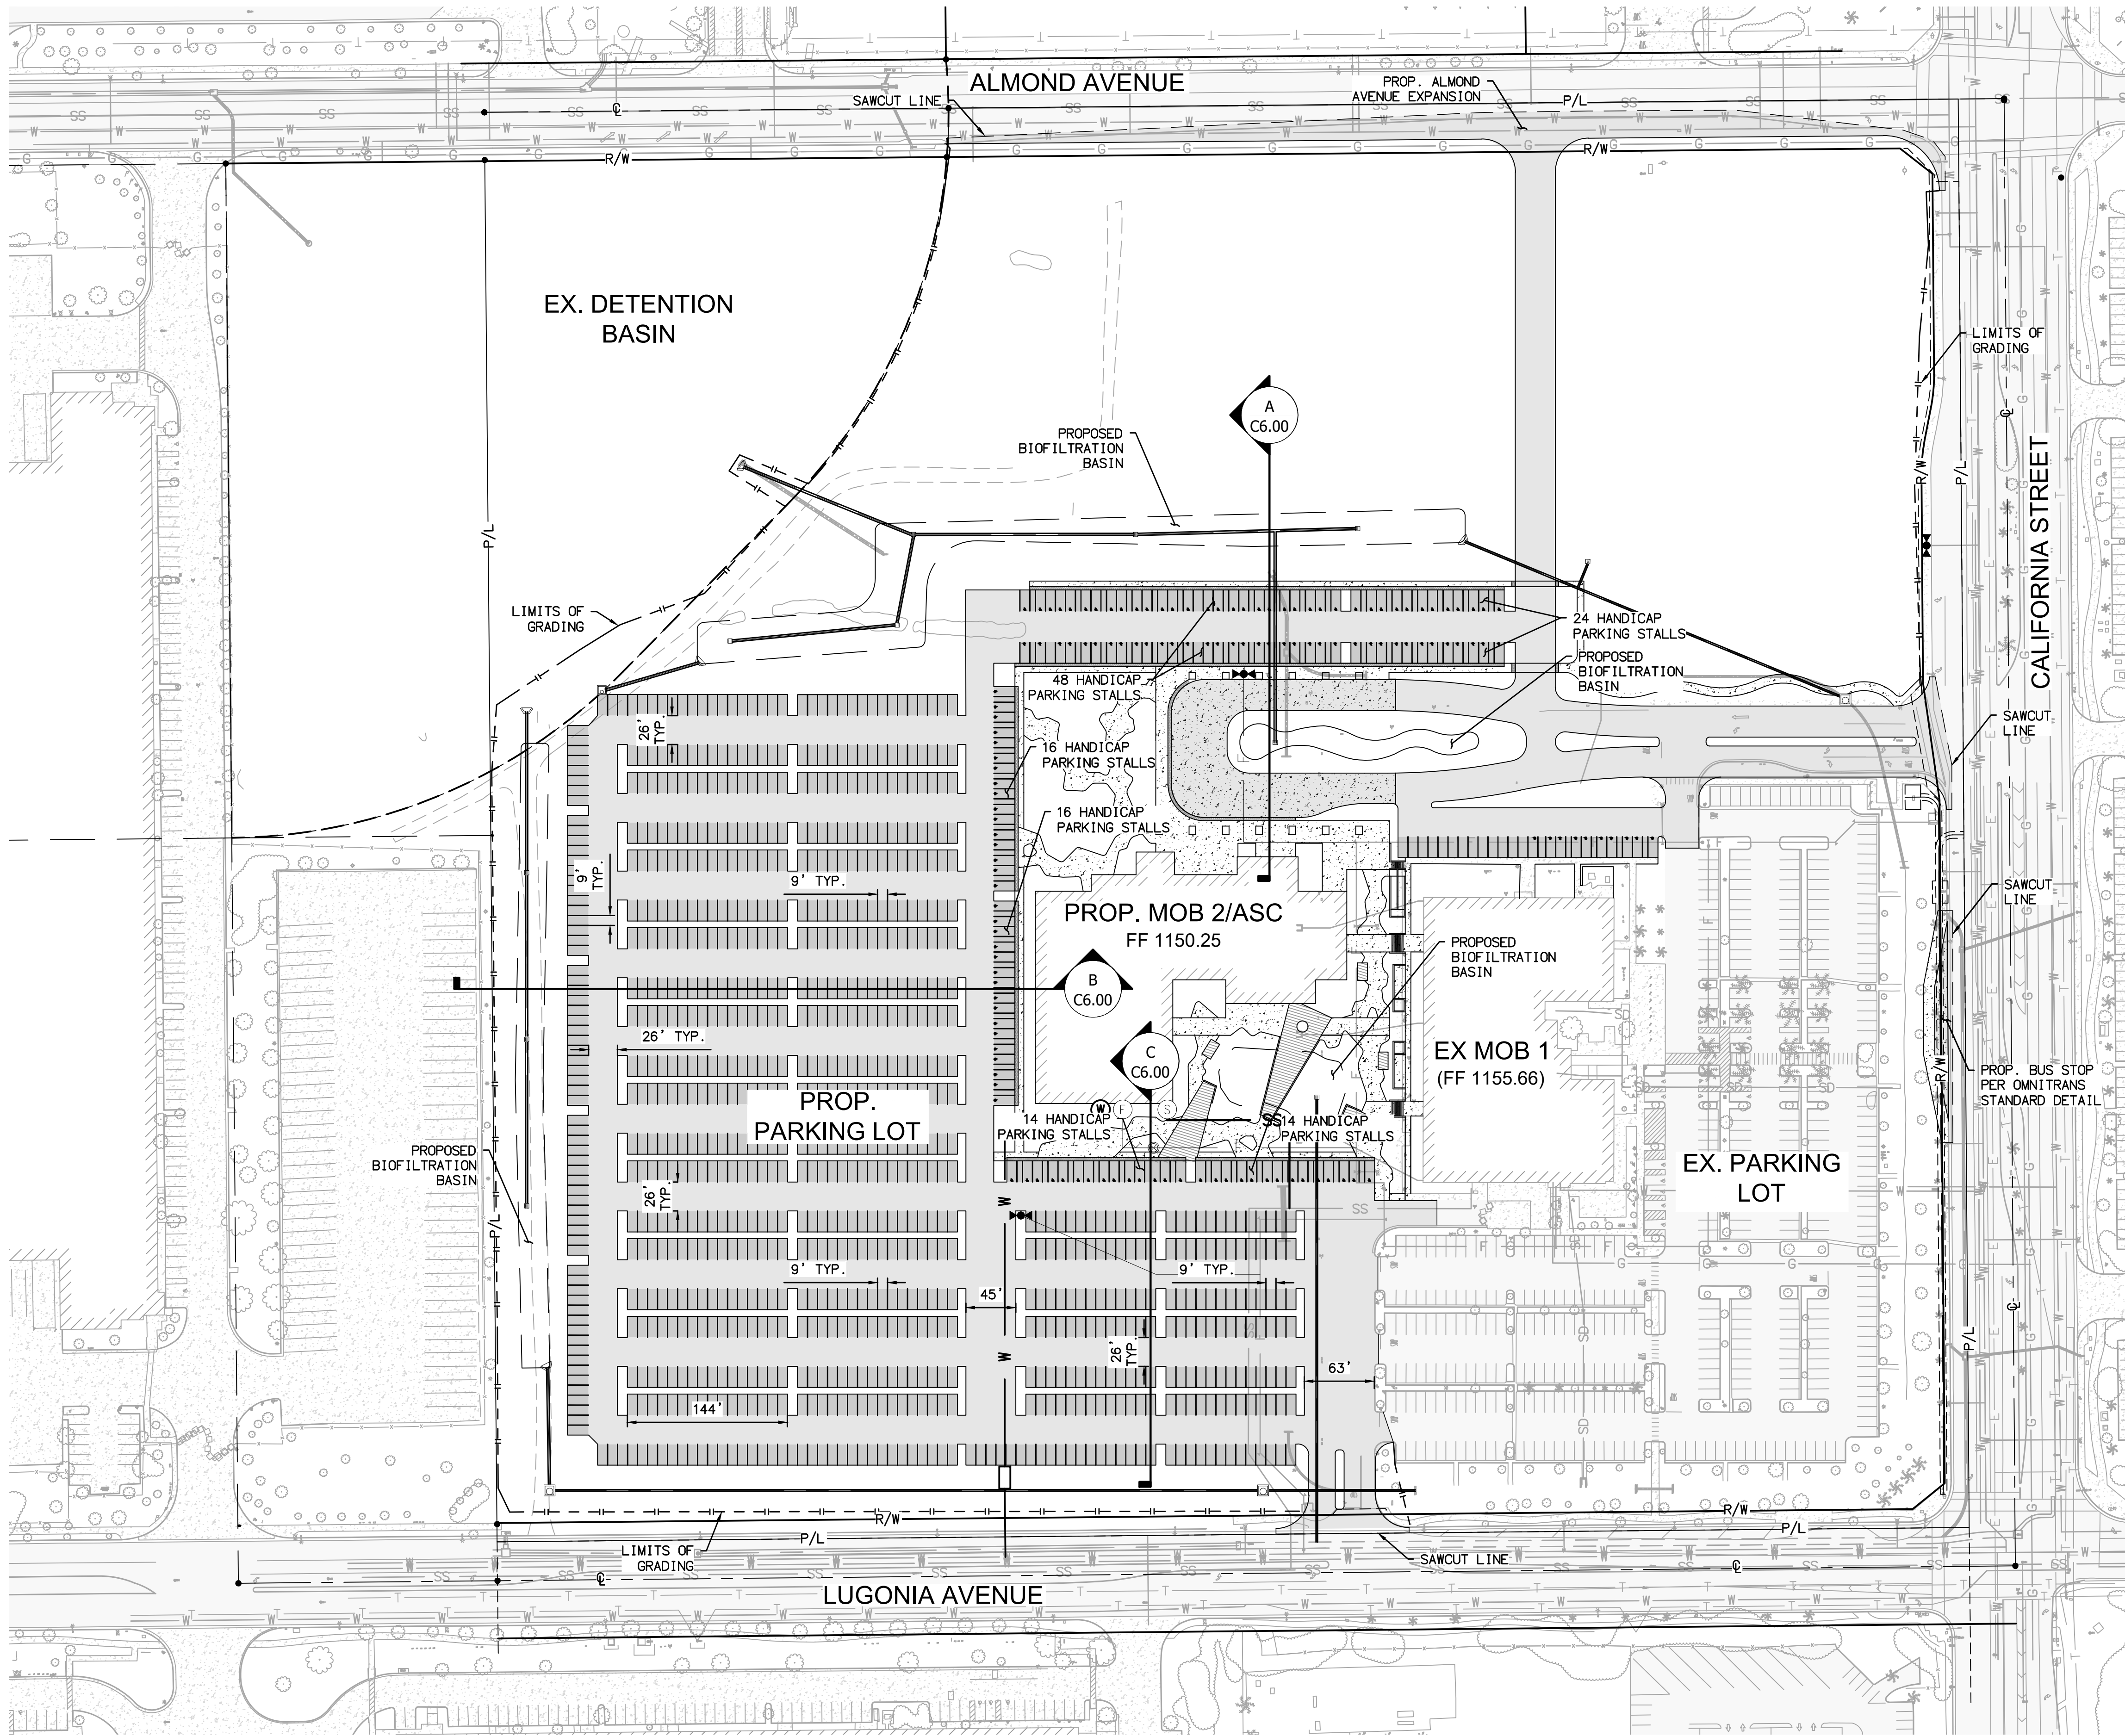 ALMOND AVENUE
PROP. ALMOND
AVENUE EXPANSION
SAWCUT LINE
P/L
R/W
R/W
EX. DETENTION
BASIN
LIMITS OF
GRADING
CALIFORNIA STREET
A
C6.00
PROPOSED
BIOFILTRATION
BASIN
R/W
P/L
P/L
LIMITS OF
GRADING
24 HANDICAP
PARKING STALLS
PROPOSED
BIOFILTRATION
BASIN
48 HANDICAP
PARKING STALLS
26'
TYP.
SAWCUT
LINE
16 HANDICAP
PARKING STALLS
16 HANDICAP
PARKING STALLS
9'
TYP.
9' TYP.
SAWCUT
LINE
PROP. MOB 2/ASC
FF 1150.25
PROPOSED
BIOFILTRATION
BASIN
B
C6.00
26' TYP.
C
C6.00
EX MOB 1
(FF 1155.66)
R/W
PROP. BUS STOP
PER OMNITRANS
STANDARD DETAIL
PROP.
PARKING LOT
W
F
S
14 HANDICAP
PARKING STALLS
SS
14 HANDICAP
PARKING STALLS
PROPOSED
BIOFILTRATION
BASIN
EX. PARKING
LOT
26'
TYP.
W
SS
P/L
9' TYP.
9' TYP.
45'
26'
TYP.
W
63'
P/L
144'
R/W
R/W
P/L
P/L
LIMITS OF
GRADING
SAWCUT LINE
LUGONIA AVENUE